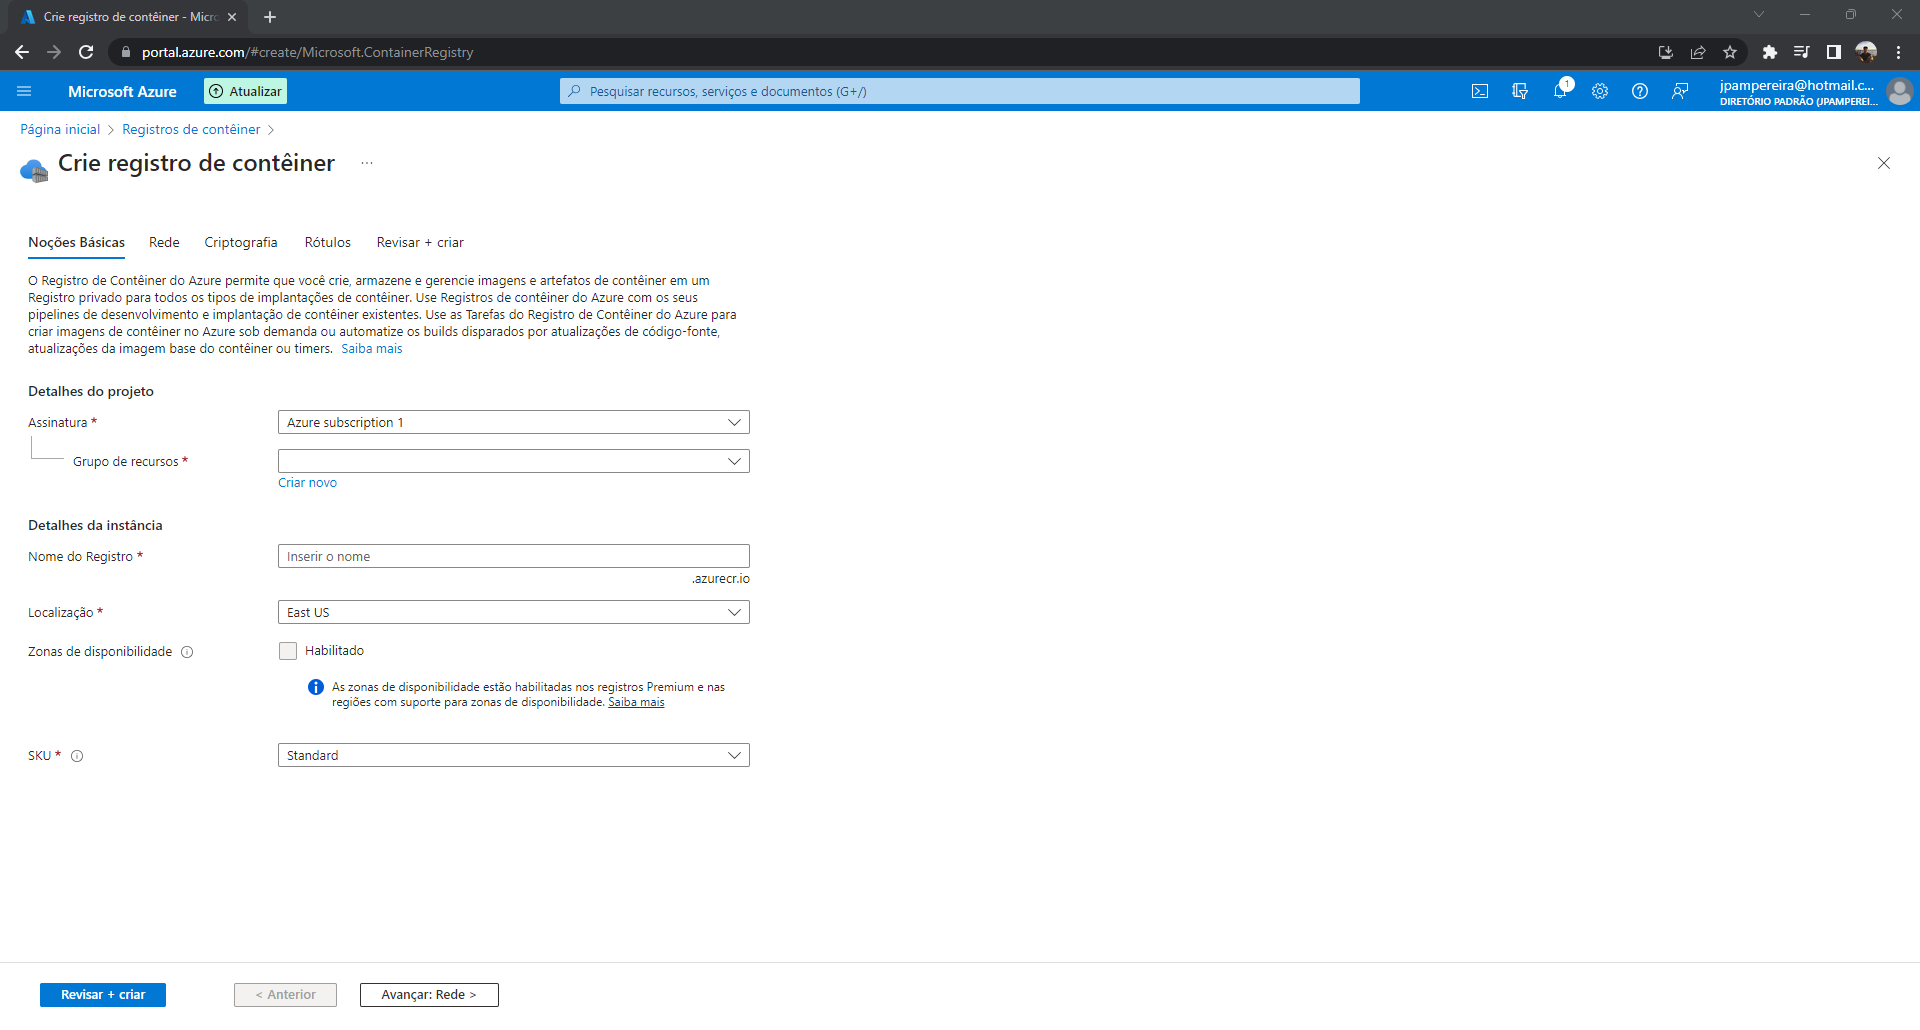 Crie registro de contêiner - Micro
portal.azure.com/#create/Microsoft.ContainerRegistry
Microsoft Azure
Atualizar
Pesquisar recursos, serviços e documentos (G+/)
1
jpampereira@hotmail.c...
DIRETÓRIO PADRÃO (JPAMPEREI...
Página inicial > Registros de contêiner >
Crie registro de contêiner ...
Noções Básicas Rede Criptografia Rótulos Revisar + criar
O Registro de Contêiner do Azure permite que você crie, armazene e gerencie imagens e artefatos de contêiner em um
Registro privado para todos os tipos de implantações de contêiner. Use Registros de contêiner do Azure com os seus
pipelines de desenvolvimento e implantação de contêiner existentes. Use as Tarefas do Registro de Contêiner do Azure para
criar imagens de contêiner no Azure sob demanda ou automatize os builds disparados por atualizações de código-fonte,
atualizações da imagem base do contêiner ou timers. Saiba mais
Detalhes do projeto
Assinatura *
Azure subscription 1
Grupo de recursos *
Criar novo
Detalhes da instância
Nome do Registro *
Inserir o nome
.azurecr.io
Localização *
East US
Zonas de disponibilidade
Habilitado
As zonas de disponibilidade estão habilitadas nos registros Premium e nas
regiões com suporte para zonas de disponibilidade. Saiba mais
SKU *
Standard
Revisar + criar
< Anterior
Avançar: Rede >